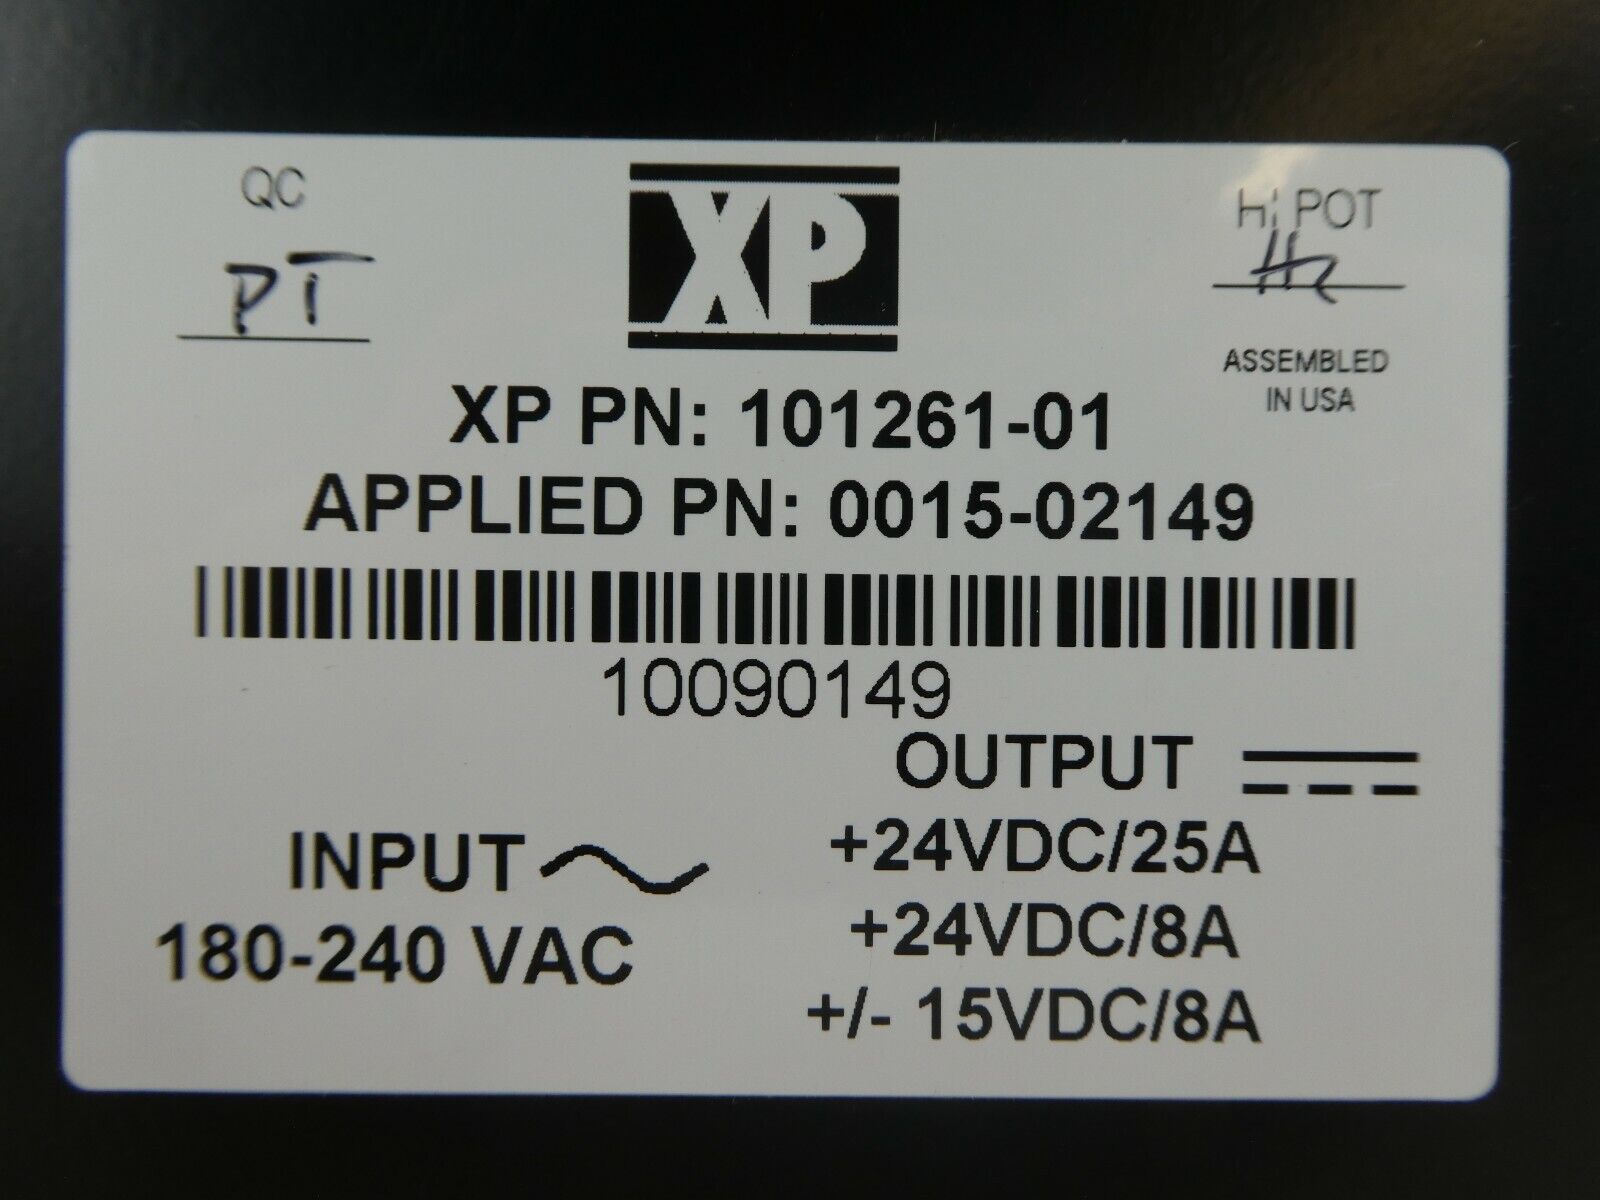 QC
PT
XP
Hi POT
ASSEMBLED
IN USA
XP PN: 101261-01
APPLIED PN: 0015-02149
10090149
OUTPUT
+24VDC/25A
+24VDC/8A
+/- 15VDC/8A
INPUT
180-240 VAC